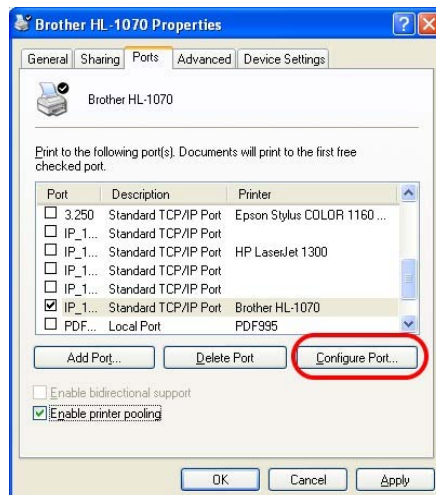 Brother HL-1070 Properties
General Sharing Ports Advanced Device Settings
Brother HL-1070
Print to the following port(s). Documents will print to the first free
checked port.
Port Description Printer
3.250 Standard TCP/IP Port Epson Stylus COLOR 1160 ...
IP_1... Standard TCP/IP Port
IP_1... Standard TCP/IP Port HP LaserJet 1300
IP_1... Standard TCP/IP Port
IP_1... Standard TCP/IP Port
IP_1... Standard TCP/IP Port Brother HL-1070
PDF... Local Port PDF995
Add Port... Delete Port Configure Port...
Enable bidirectional support
Enable printer pooling
OK Cancel Apply